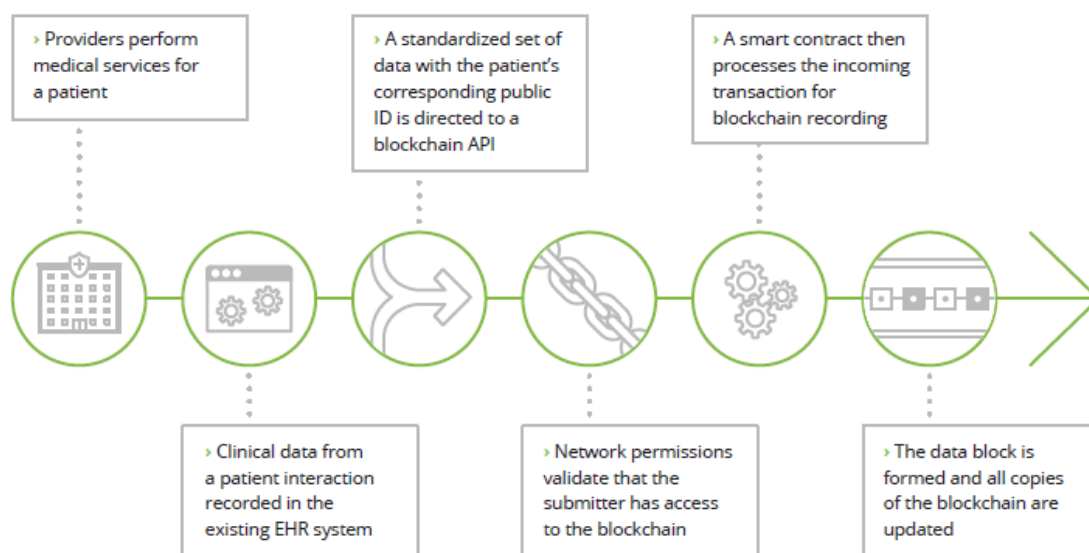 › Providers perform
medical services for
a patient
› A standardized set of
data with the patient's
corresponding public
ID is directed to a
blockchain API
› A smart contract then
processes the incoming
transaction for
blockchain recording
› Clinical data from
a patient interaction
recorded in the
existing EHR system
› Network permissions
validate that the
submitter has access
to the blockchain
› The data block is
formed and all copies
of the blockchain are
updated